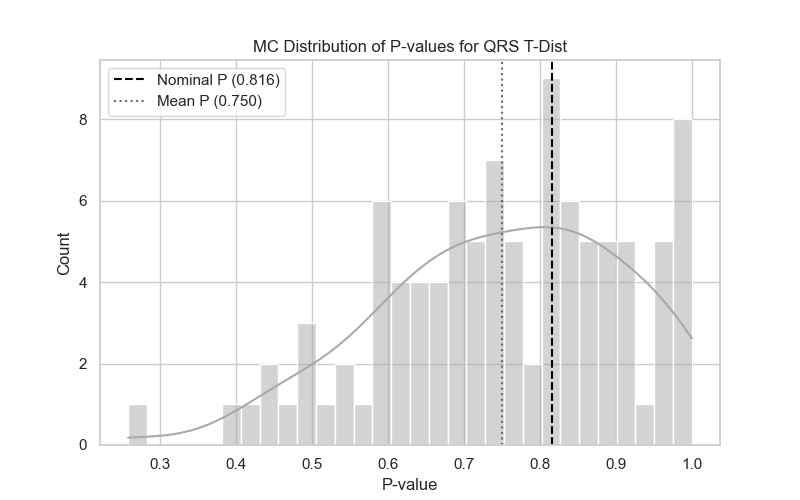 MC Distribution of P-values for QRS T-Dist
Nominal P (0.816)
Mean P (0.750)
8
6
4
2
0
Count
0.3 0.4 0.5 0.6 0.7 0.8 0.9 1.0
P-value